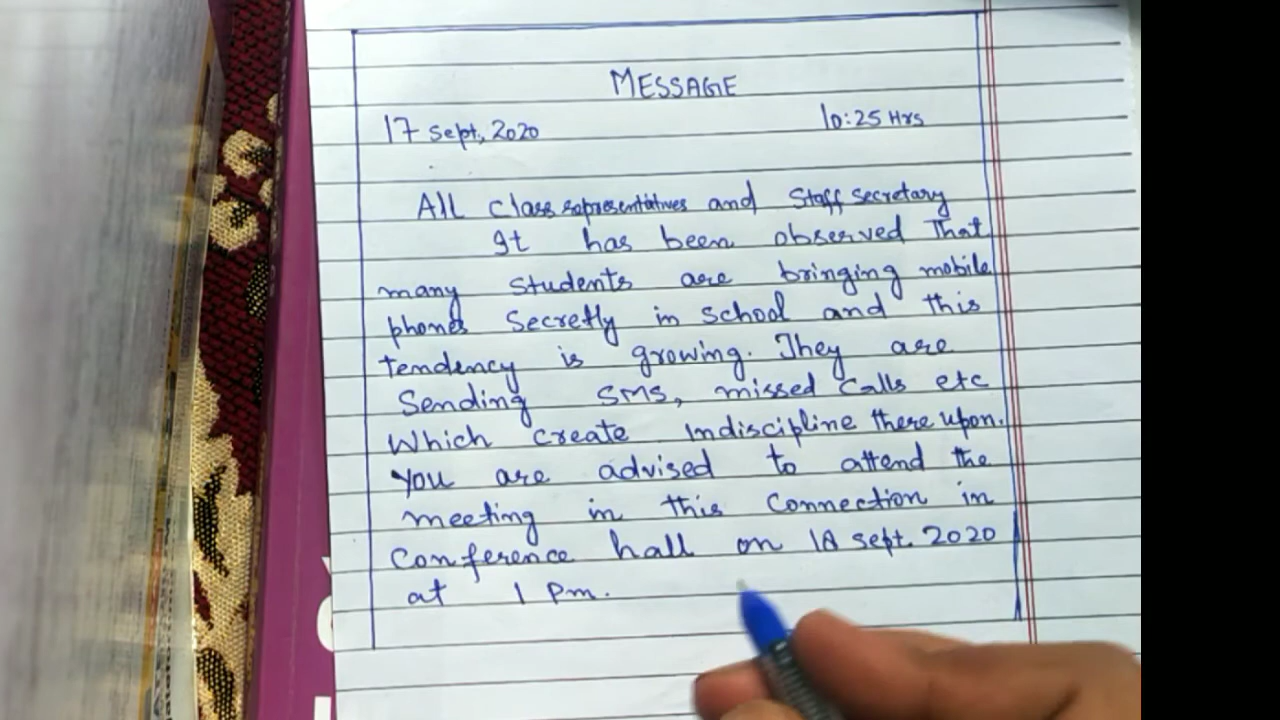 MESSAGE
17 Sept, 2020 10:25 Hrs
All Class representatives and Staff Secretary
It has been observed That
many students are bringing mobile
phones Secretly in school and this
tendency is growing. They are
Sending SMS, missed Calls etc
Which create Indiscipline there upon.
You are advised to attend the
meeting in this Connection in
Conference hall on 18 sept. 2020
at 1 Pm.